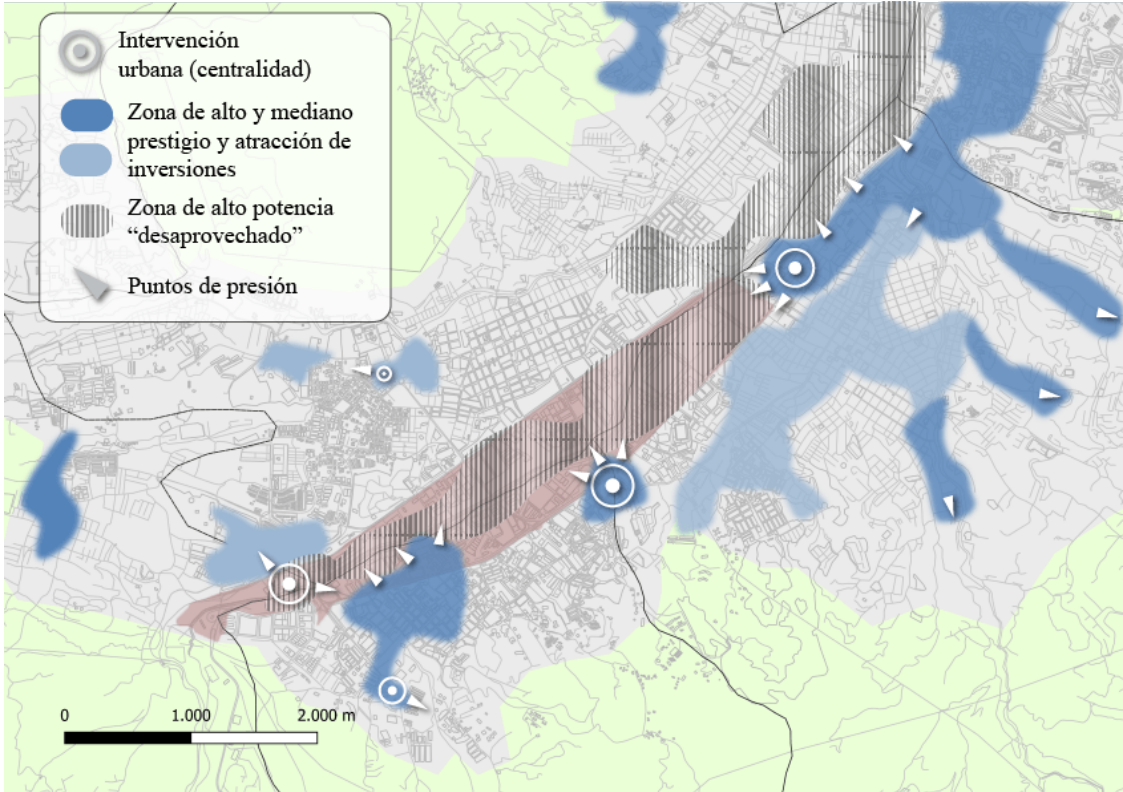 Intervención
urbana (centralidad)
Zona de alto y mediano
prestigio y atracción de
inversiones
Zona de alto potencia
“desaprovechado”
Puntos de presión
0 1.000 2.000 m